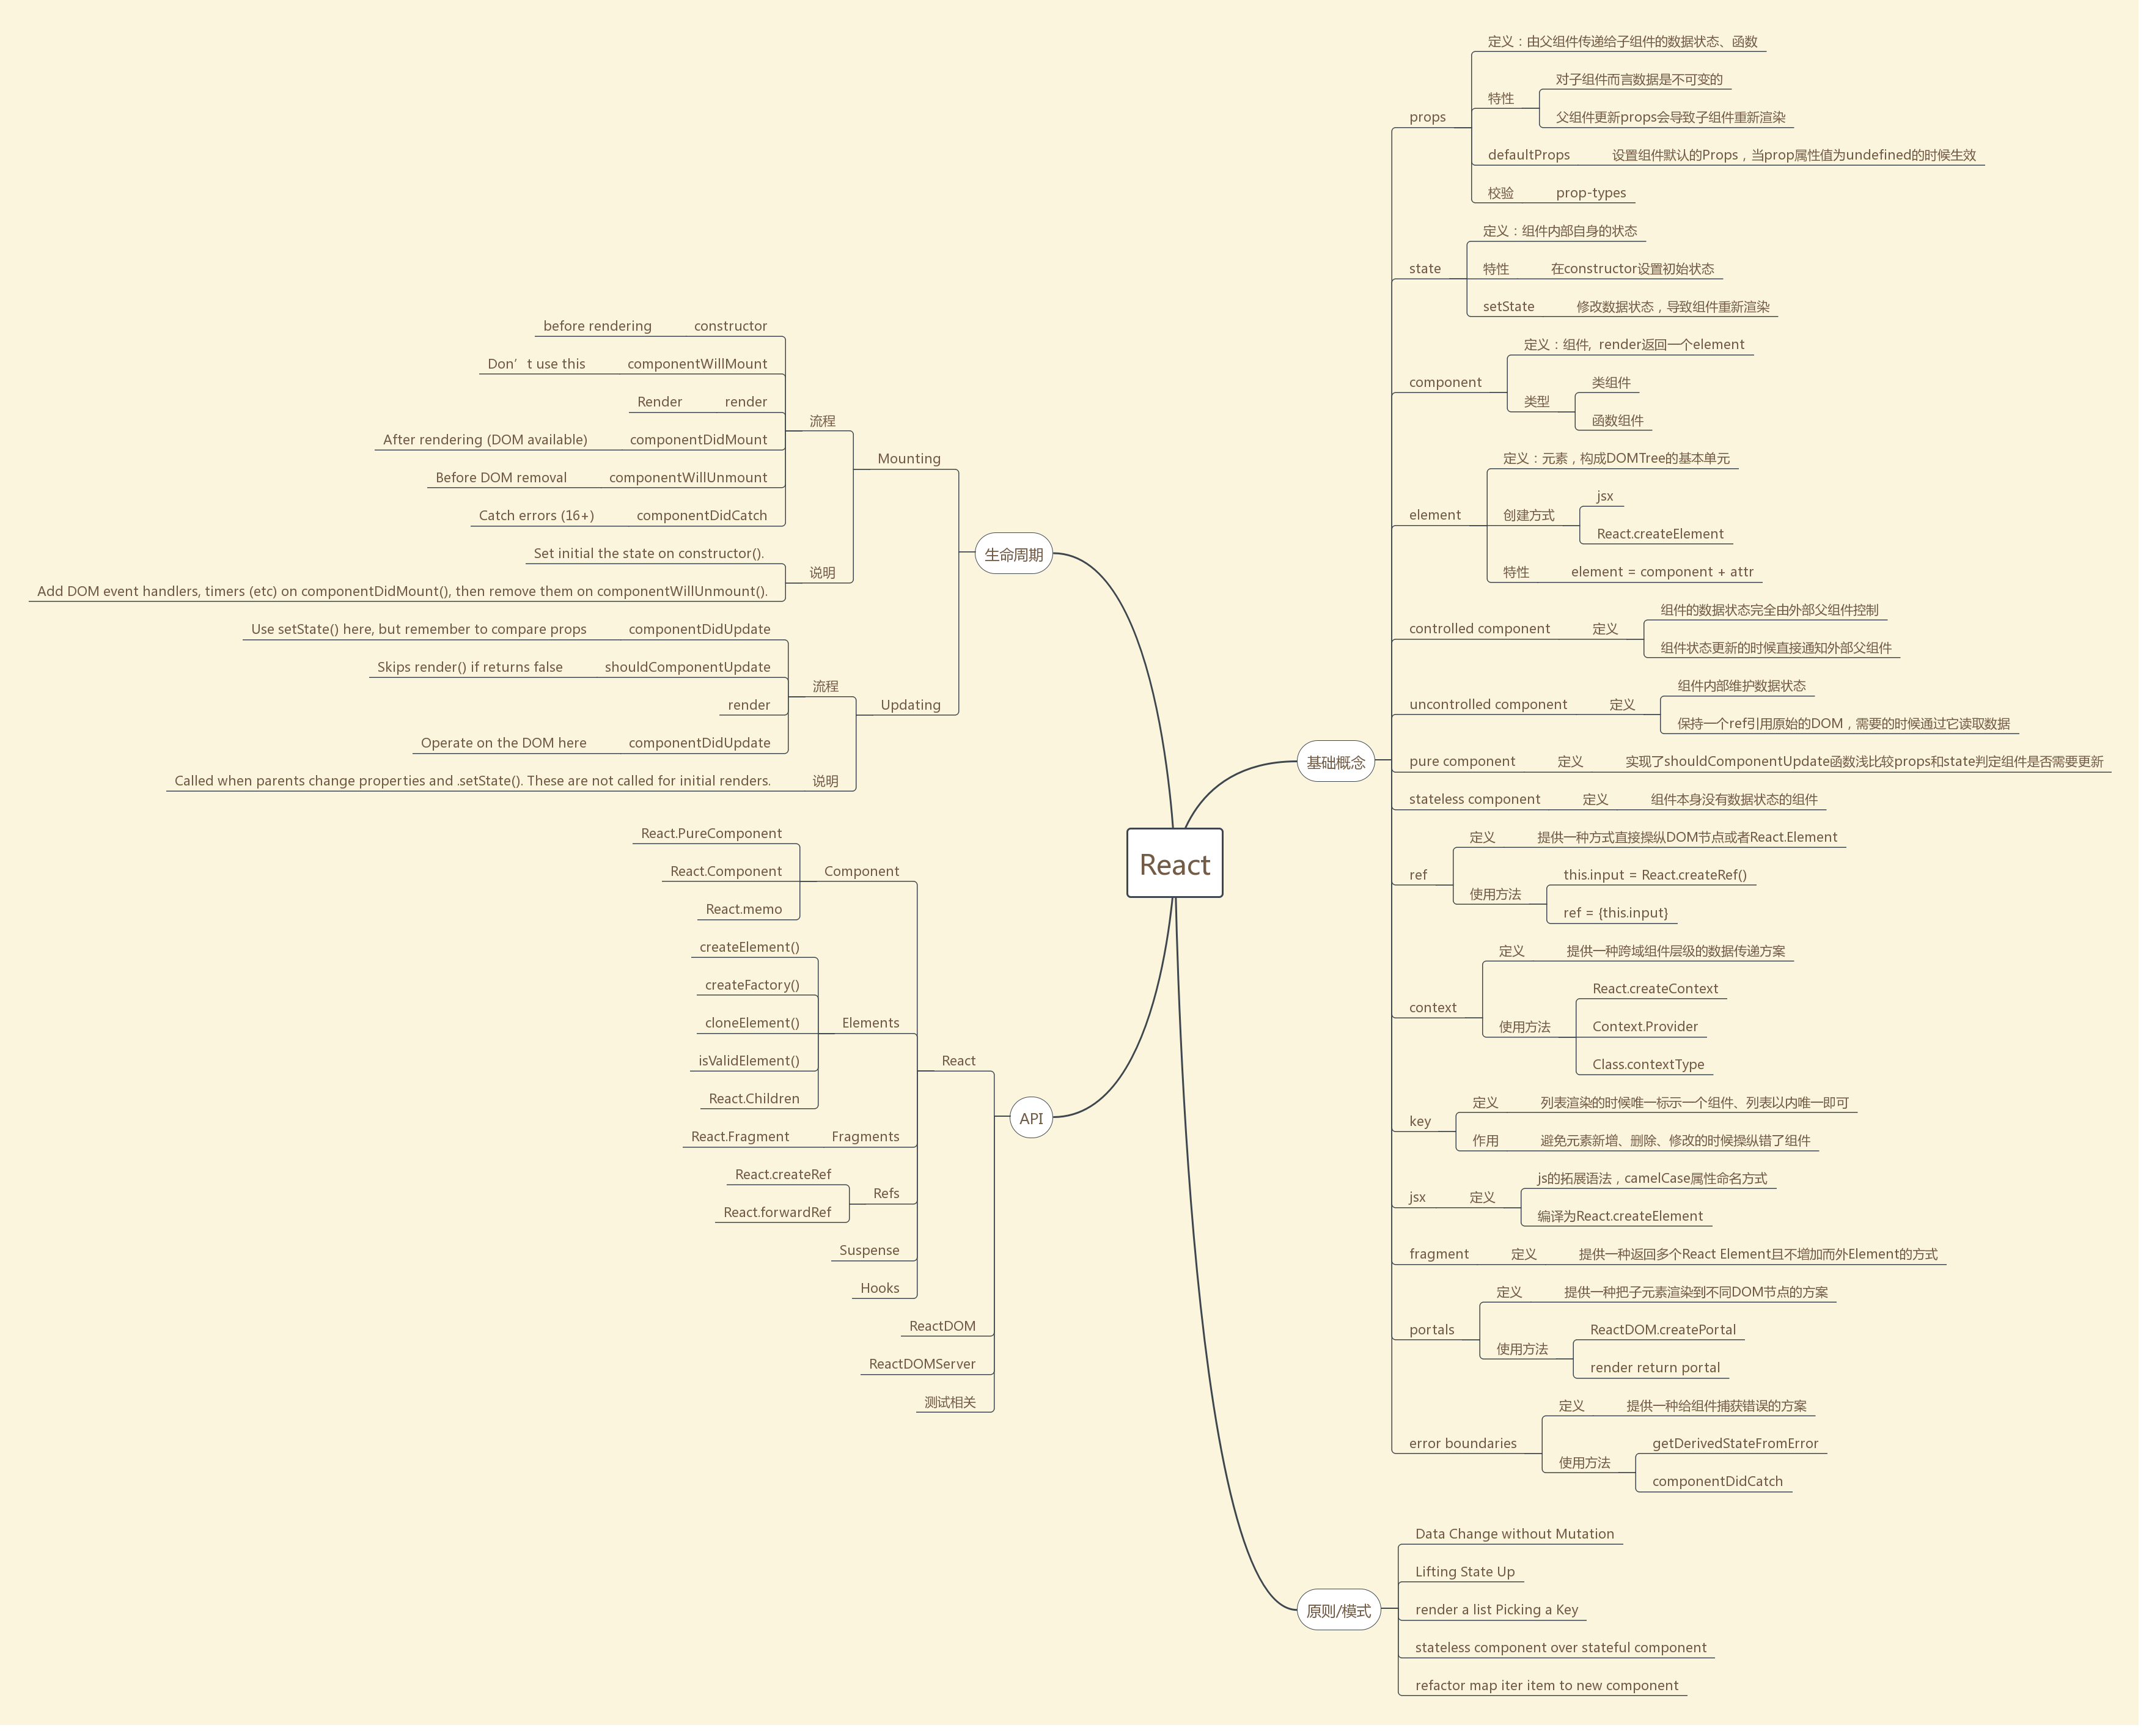 React
基础概念
props
定义：由父组件传递给子组件的数据状态、函数
特性
对子组件而言数据是不可变的
父组件更新props会导致子组件重新渲染
defaultProps
设置组件默认的Props，当prop属性值为undefined的时候生效
校验
prop-types
state
定义：组件内部自身的状态
特性
在constructor设置初始状态
setState
修改数据状态，导致组件重新渲染
component
定义：组件, render返回一个element
类型
类组件
函数组件
element
定义：元素，构成DOMTree的基本单元
创建方式
jsx
React.createElement
特性
element = component + attr
controlled component
定义
组件的数据状态完全由外部父组件控制
组件状态更新的时候直接通知外部父组件
uncontrolled component
定义
组件内部维护数据状态
保持一个ref引用原始的DOM，需要的时候通过它读取数据
pure component
定义
实现了shouldComponentUpdate函数浅比较props和state判定组件是否需要更新
stateless component
定义
组件本身没有数据状态的组件
ref
定义
提供一种方式直接操纵DOM节点或者React.Element
使用方法
this.input = React.createRef()
ref = {this.input}
context
定义
提供一种跨域组件层级的数据传递方案
使用方法
React.createContext
Context.Provider
Class.contextType
key
定义
列表渲染的时候唯一标示一个组件、列表以内唯一即可
作用
避免元素新增、删除、修改的时候操纵错了组件
jsx
定义
js的拓展语法，camelCase属性命名方式
编译为React.createElement
fragment
定义
提供一种返回多个React Element且不增加而外Element的方式
portals
定义
提供一种把子元素渲染到不同DOM节点的方案
使用方法
ReactDOM.createPortal
render return portal
error boundaries
定义
提供一种给组件捕获错误的方案
使用方法
getDerivedStateFromError
componentDidCatch
原则/模式
Data Change without Mutation
Lifting State Up
render a list Picking a Key
stateless component over stateful component
refactor map iter item to new component
生命周期
Mounting
流程
constructor
before rendering
componentWillMount
Don’t use this
render
Render
componentDidMount
After rendering (DOM available)
componentWillUnmount
Before DOM removal
componentDidCatch
Catch errors (16+)
说明
Set initial the state on constructor().
Add DOM event handlers, timers (etc) on componentDidMount(), then remove them on componentWillUnmount().
Updating
流程
componentDidUpdate
Use setState() here, but remember to compare props
shouldComponentUpdate
Skips render() if returns false
render
componentDidUpdate
Operate on the DOM here
说明
Called when parents change properties and .setState(). These are not called for initial renders.
API
React
Component
React.PureComponent
React.Component
React.memo
Elements
createElement()
createFactory()
cloneElement()
isValidElement()
React.Children
Fragments
React.Fragment
Refs
React.createRef
React.forwardRef
Suspense
Hooks
ReactDOM
ReactDOMServer
测试相关